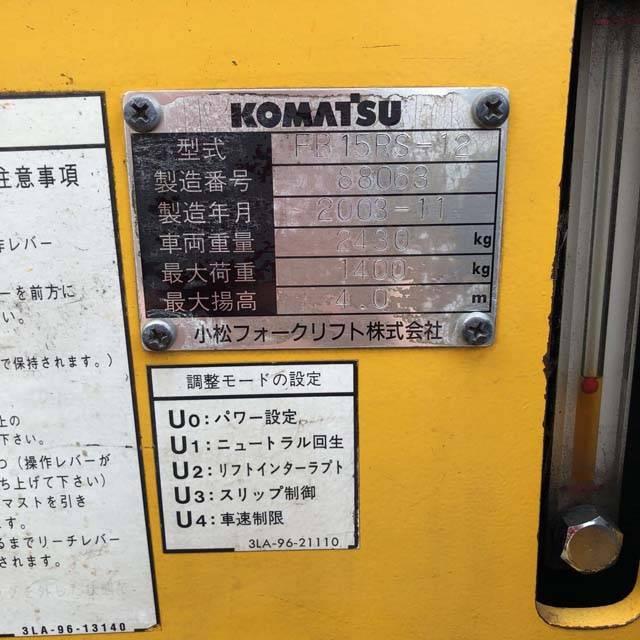 KOMATSU
型式 FB15RS-12
製造番号 88063
製造年月 2003-11
車両重量 2430 kg
最大荷重 1400 kg
最大揚高 4.0 m
小松フォークリフト株式会社
調整モードの設定
U0:パワー設定
U1:ニュートラル回生
U2:リフトインターラプト
U3:スリップ制御
U4:車速制限
3LA-96-21110
注意事項
作レバー
ーを前方に
い。
で保持されます。)
上の
下さい。
つ(操作レバーが
ち上げて下さい)
マストを引き
す。
るまでリーチレバー
されます。
3LA-96-13140